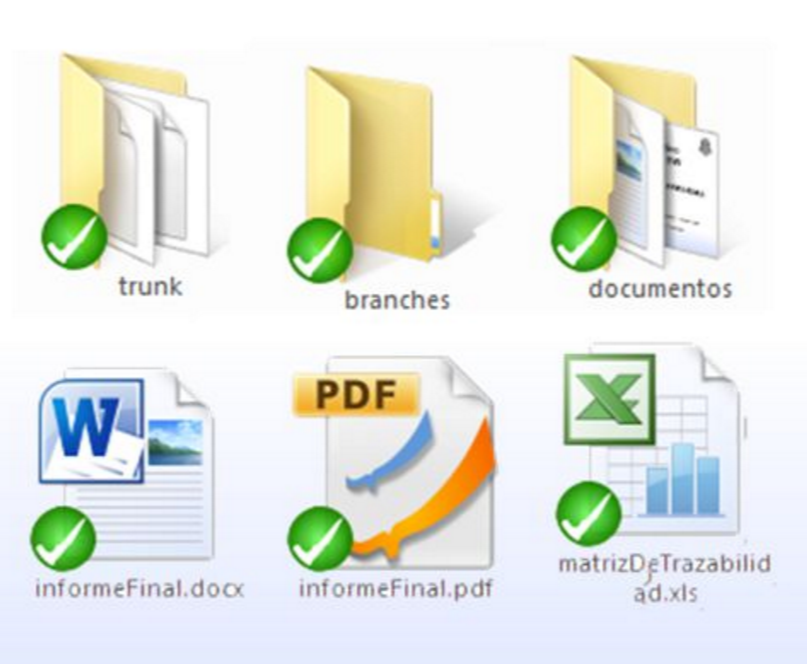 trunk
branches
documentos
W
PDF
X
informeFinal.docx
informeFinal.pdf
matrizDeTrazabilid
ad.xls